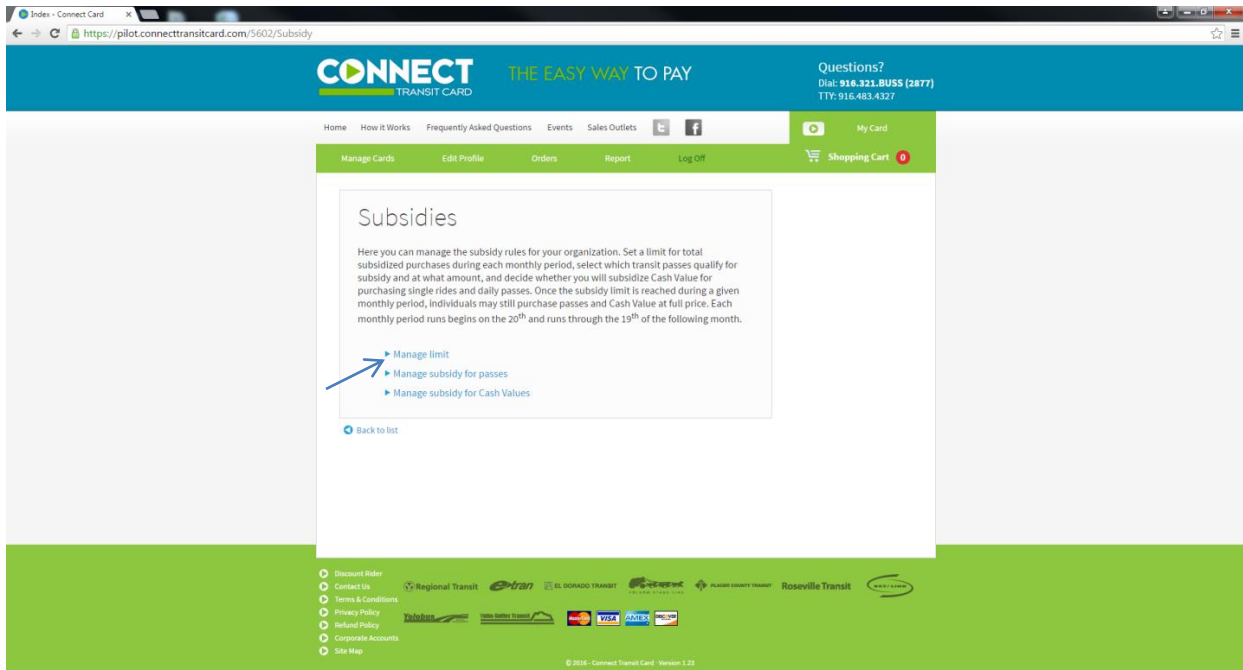 Index - Connect Card
https://pilot.connecttransitcard.com/5602/Subsidy
CONNECT
TRANSIT CARD
THE EASY WAY TO PAY
Questions?
Dial: 916.321.BUSS (2877)
TTY: 916.483.4327
Home How it Works Frequently Asked Questions Events Sales Outlets
My Card
Manage Cards Edit Profile Orders Report Log Off
Shopping Cart 0
Subsidies
Here you can manage the subsidy rules for your organization. Set a limit for total
subsidized purchases during each monthly period, select which transit passes qualify for
subsidy and at what amount, and decide whether you will subsidize Cash Value for
purchasing single rides and daily passes. Once the subsidy limit is reached during a given
monthly period, individuals may still purchase passes and Cash Value at full price. Each
monthly period runs begins on the 20th and runs through the 19th of the following month.
Manage limit
Manage subsidy for passes
Manage subsidy for Cash Values
Back to list
Discount Rider
Contact Us
Terms & Conditions
Privacy Policy
Refund Policy
Corporate Accounts
Site Map
Regional Transit etran EL DORADO TRANSIT PLACER COUNTY TRANSIT Roseville Transit
Yolobus Yuba-Sutter Transit MasterCard VISA AMEX DISCOVER
© 2016 - Connect Transit Card - Version 1.23